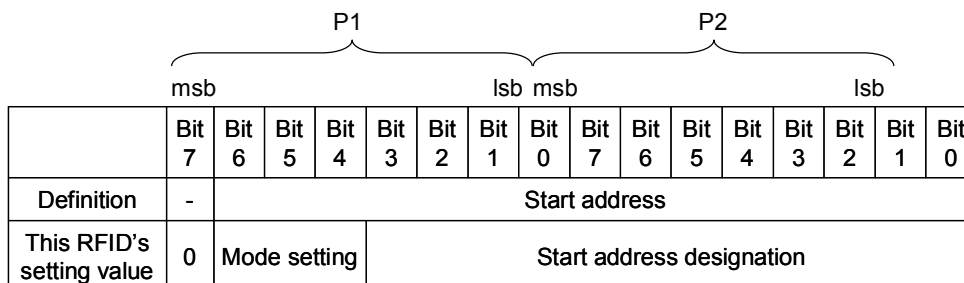 P1 P2
msb lsb msb lsb
Bit 7 Bit 6 Bit 5 Bit 4 Bit 3 Bit 2 Bit 1 Bit 0 Bit 7 Bit 6 Bit 5 Bit 4 Bit 3 Bit 2 Bit 1 Bit 0
Definition - Start address
This RFID's
setting value 0 Mode setting Start address designation